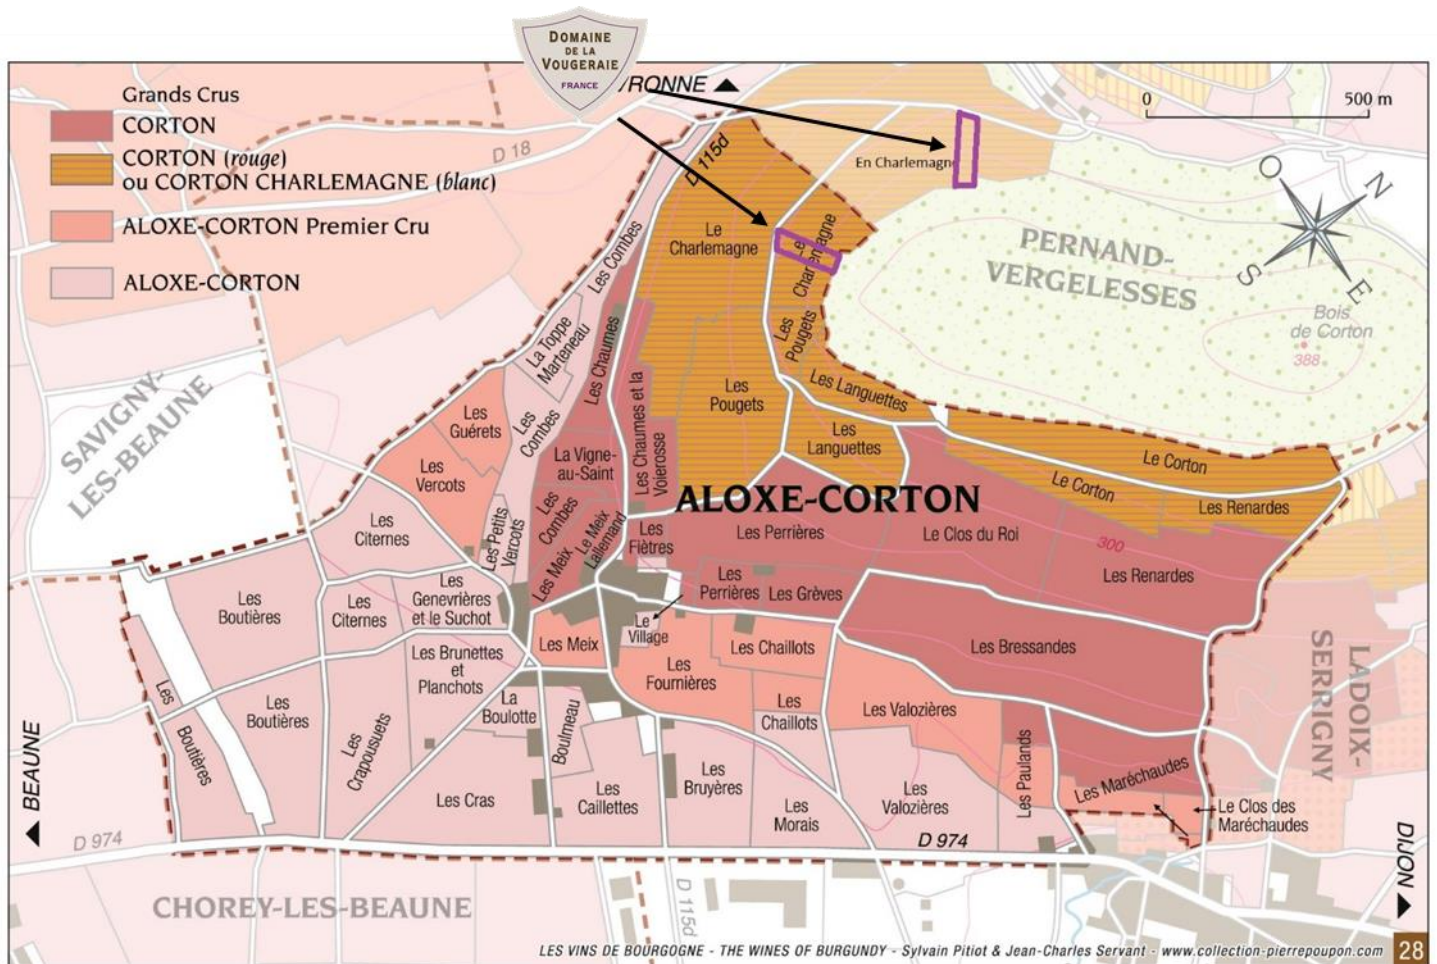 DOMAINE
DE LA
VOUGERAIE
FRANCE
VRONNE
Grands Crus
CORTON
CORTON (rouge)
ou CORTON CHARLEMAGNE (blanc)
ALOXE-CORTON Premier Cru
ALOXE-CORTON
0 500 m
D 18
D 115d
En Charlemagne
O
N
S
E
Le
Charlemagne
Le
Charlemagne
PERNAND-
VERGELESSES
Bois
de Corton
388
Les Combes
La Toppe
Marteneau
Les Chaumes
Les
Pougets
Les
Pougets
Les Languettes
Les
Languettes
SAVIGNY-
LES-BEAUNE
Les
Guérets
Les
Combes
Les
Vercots
La Vigne-
au-Saint
Les Chaumes et la
Voierosse
Le Corton
Le Corton
Les Renardes
ALOXE-CORTON
Les
Citernes
Les Petits
Vercots
Les
Combes
Le Meix
Lallemand
Les Meix
Les
Fiètres
Les Perrières
Le Clos du Roi
300
Les Renardes
Les
Boutières
Les
Citernes
Les
Genevrières
et le Suchot
Les
Perrières
Les Grèves
Le
Village
Les Meix
Les Chaillots
Les Bressandes
Les Brunettes
et
Planchots
Les
Fournières
LADOIX-
SERRIGNY
Les
Boutières
Les
Boutières
Les
Crapousuets
La
Boulotte
Boulmeau
Les
Chaillots
Les Valozières
Les Cras
Les
Caillettes
Les
Bruyères
Les
Morais
Les
Valozières
Les Paulands
Les Maréchaudes
Le Clos des
Maréchaudes
BEAUNE
DIJON
D 974
D 974
CHOREY-LES-BEAUNE
D 115d
LES VINS DE BOURGOGNE - THE WINES OF BURGUNDY - Sylvain Pitiot & Jean-Charles Servant - www.collection-pierrepoupon.com 28